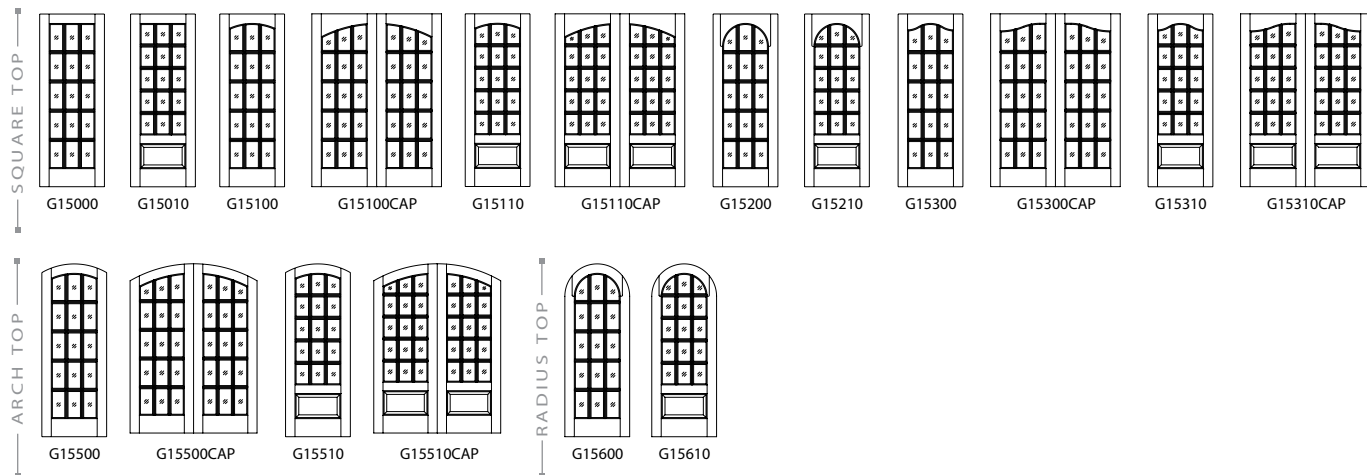 SQUARE TOP
G15000 G15010 G15100 G15100CAP G15110 G15110CAP G15200 G15210 G15300 G15300CAP G15310 G15310CAP
ARCH TOP
G15500 G15500CAP G15510 G15510CAP
RADIUS TOP
G15600 G15610